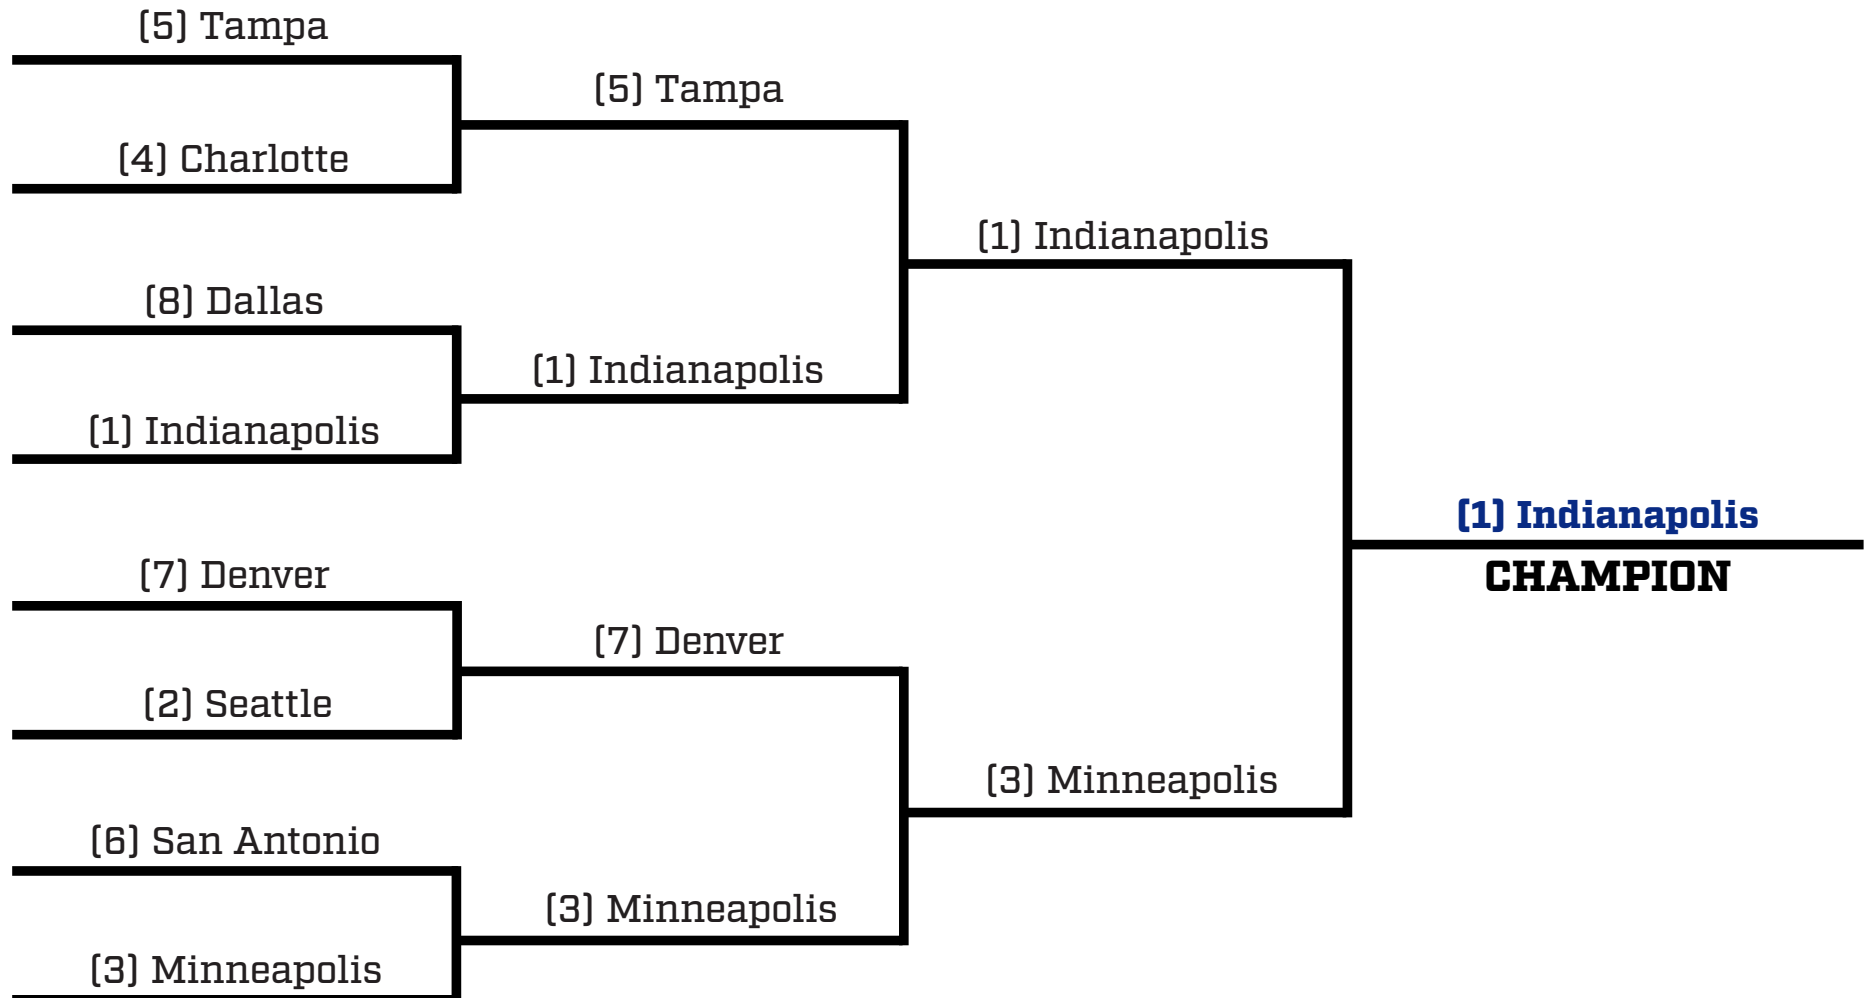 (5) Tampa
(4) Charlotte
(8) Dallas
(1) Indianapolis
(7) Denver
(2) Seattle
(6) San Antonio
(3) Minneapolis
(5) Tampa
(1) Indianapolis
(7) Denver
(3) Minneapolis
(1) Indianapolis
(3) Minneapolis
(1) Indianapolis
CHAMPION